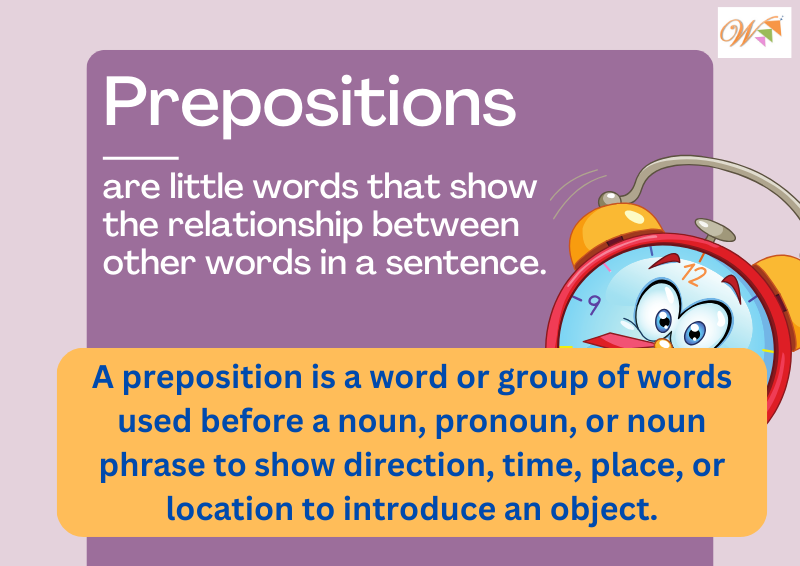 W
Prepositions
are little words that show
the relationship between
other words in a sentence.
12
9
A preposition is a word or group of words
used before a noun, pronoun, or noun
phrase to show direction, time, place, or
location to introduce an object.